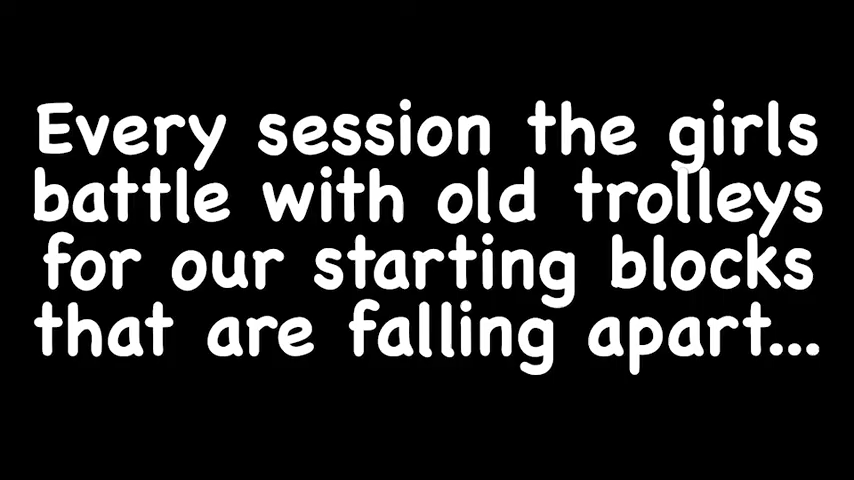 Every session the girls
battle with old trolleys
for our starting blocks
that are falling apart...